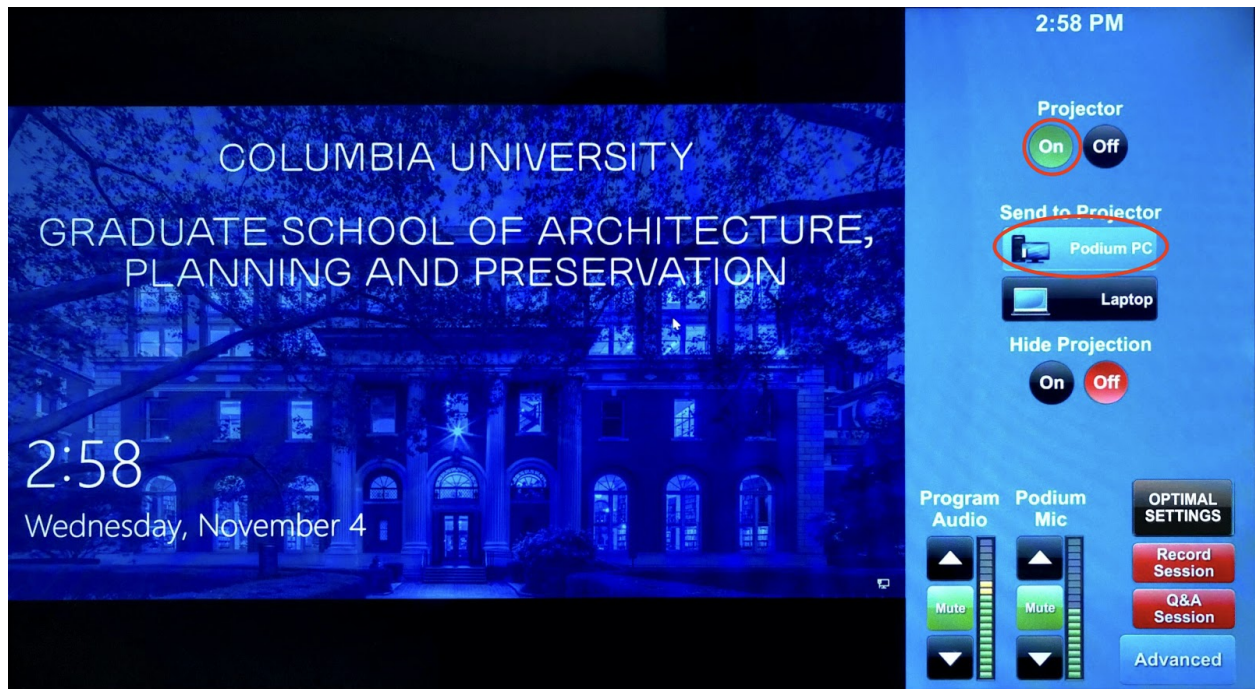 COLUMBIA UNIVERSITY
GRADUATE SCHOOL OF ARCHITECTURE,
PLANNING AND PRESERVATION
2:58
Wednesday, November 4
2:58 PM
Projector
On Off
Send to Projector
Podium PC
Laptop
Hide Projection
On Off
Program Audio
Podium Mic
Mute
Mute
OPTIMAL
SETTINGS
Record
Session
Q&A
Session
Advanced